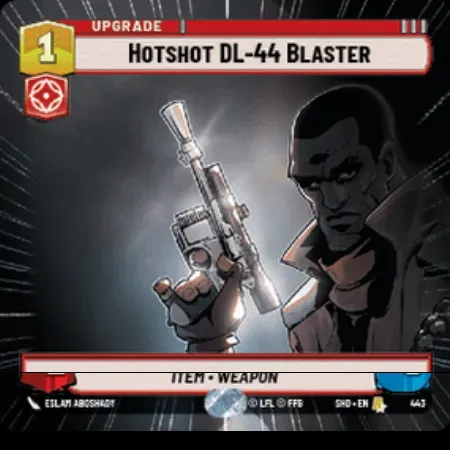 UPGRADE
1
HOTSHOT DL-44 BLASTER
ITEM • WEAPON
ESLAM ABOSHADY
© LFL ℗ FFG
SHD • EN
443